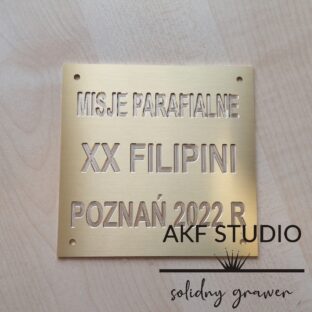 MISJE PARAFIALNE
XX FILIPINI
POZNAŃ 2022 R
AKF STUDIO
solidny grawer